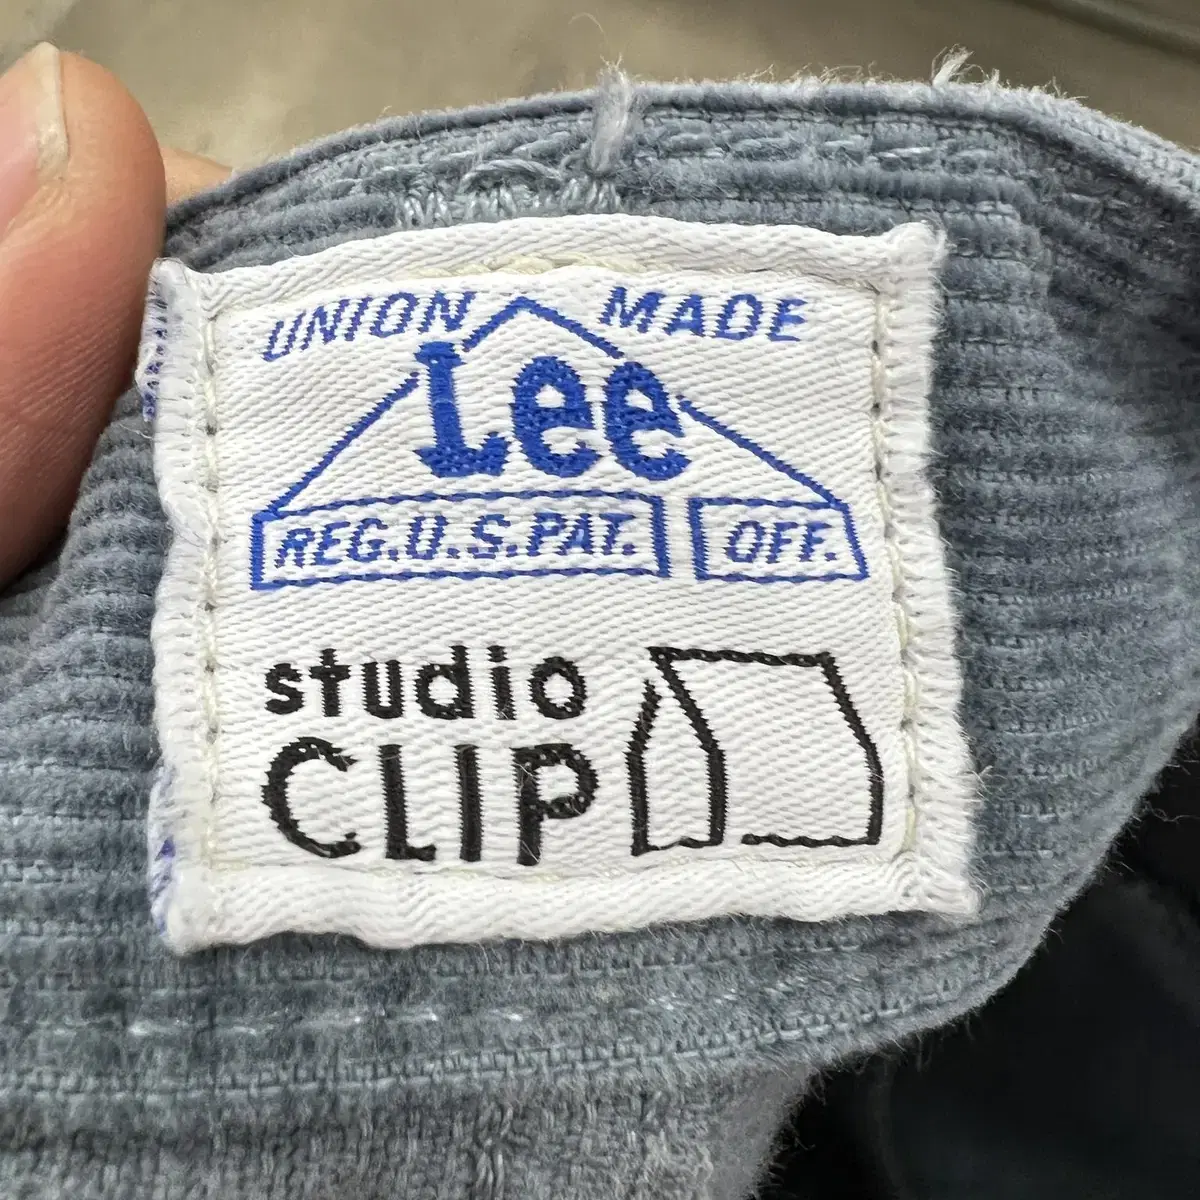 UNION MADE
Lee
REG.U.S.PAT. OFF.
studio
CLIP